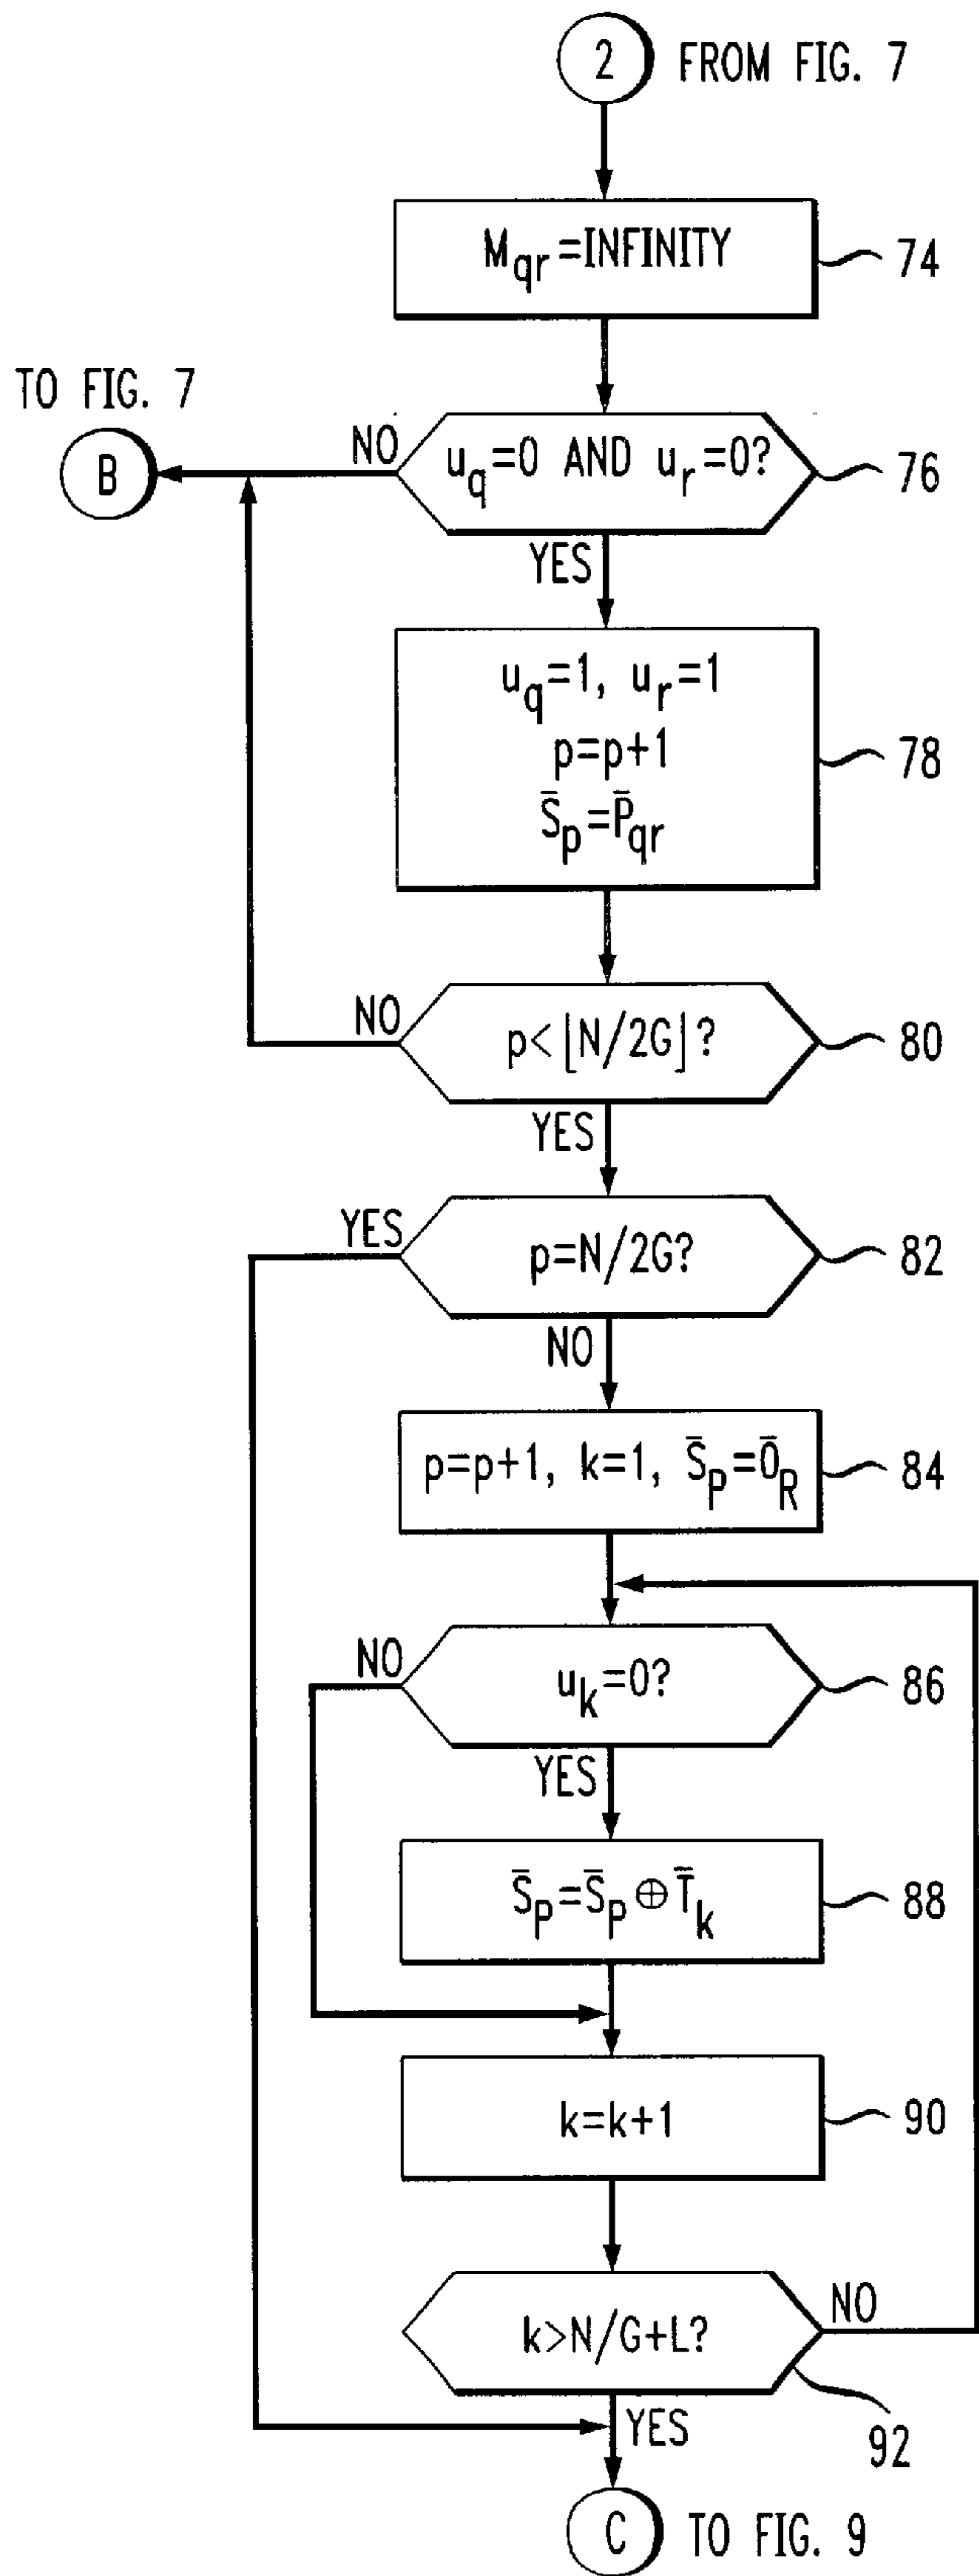 2 FROM FIG. 7
M_qr=INFINITY
74
TO FIG. 7
B
NO
u_q=0 AND u_r=0?
76
YES
u_q=1, u_r=1
p=p+1
S̄_p=P̄_qr
78
NO
p<⌊N/2G⌋?
80
YES
YES
p=N/2G?
82
NO
p=p+1, k=1, S̄_P=Ō_R
84
NO
u_k=0?
86
YES
S̄_P=S̄_P⊕T̄_k
88
k=k+1
90
k>N/G+L?
NO
92
YES
C TO FIG. 9